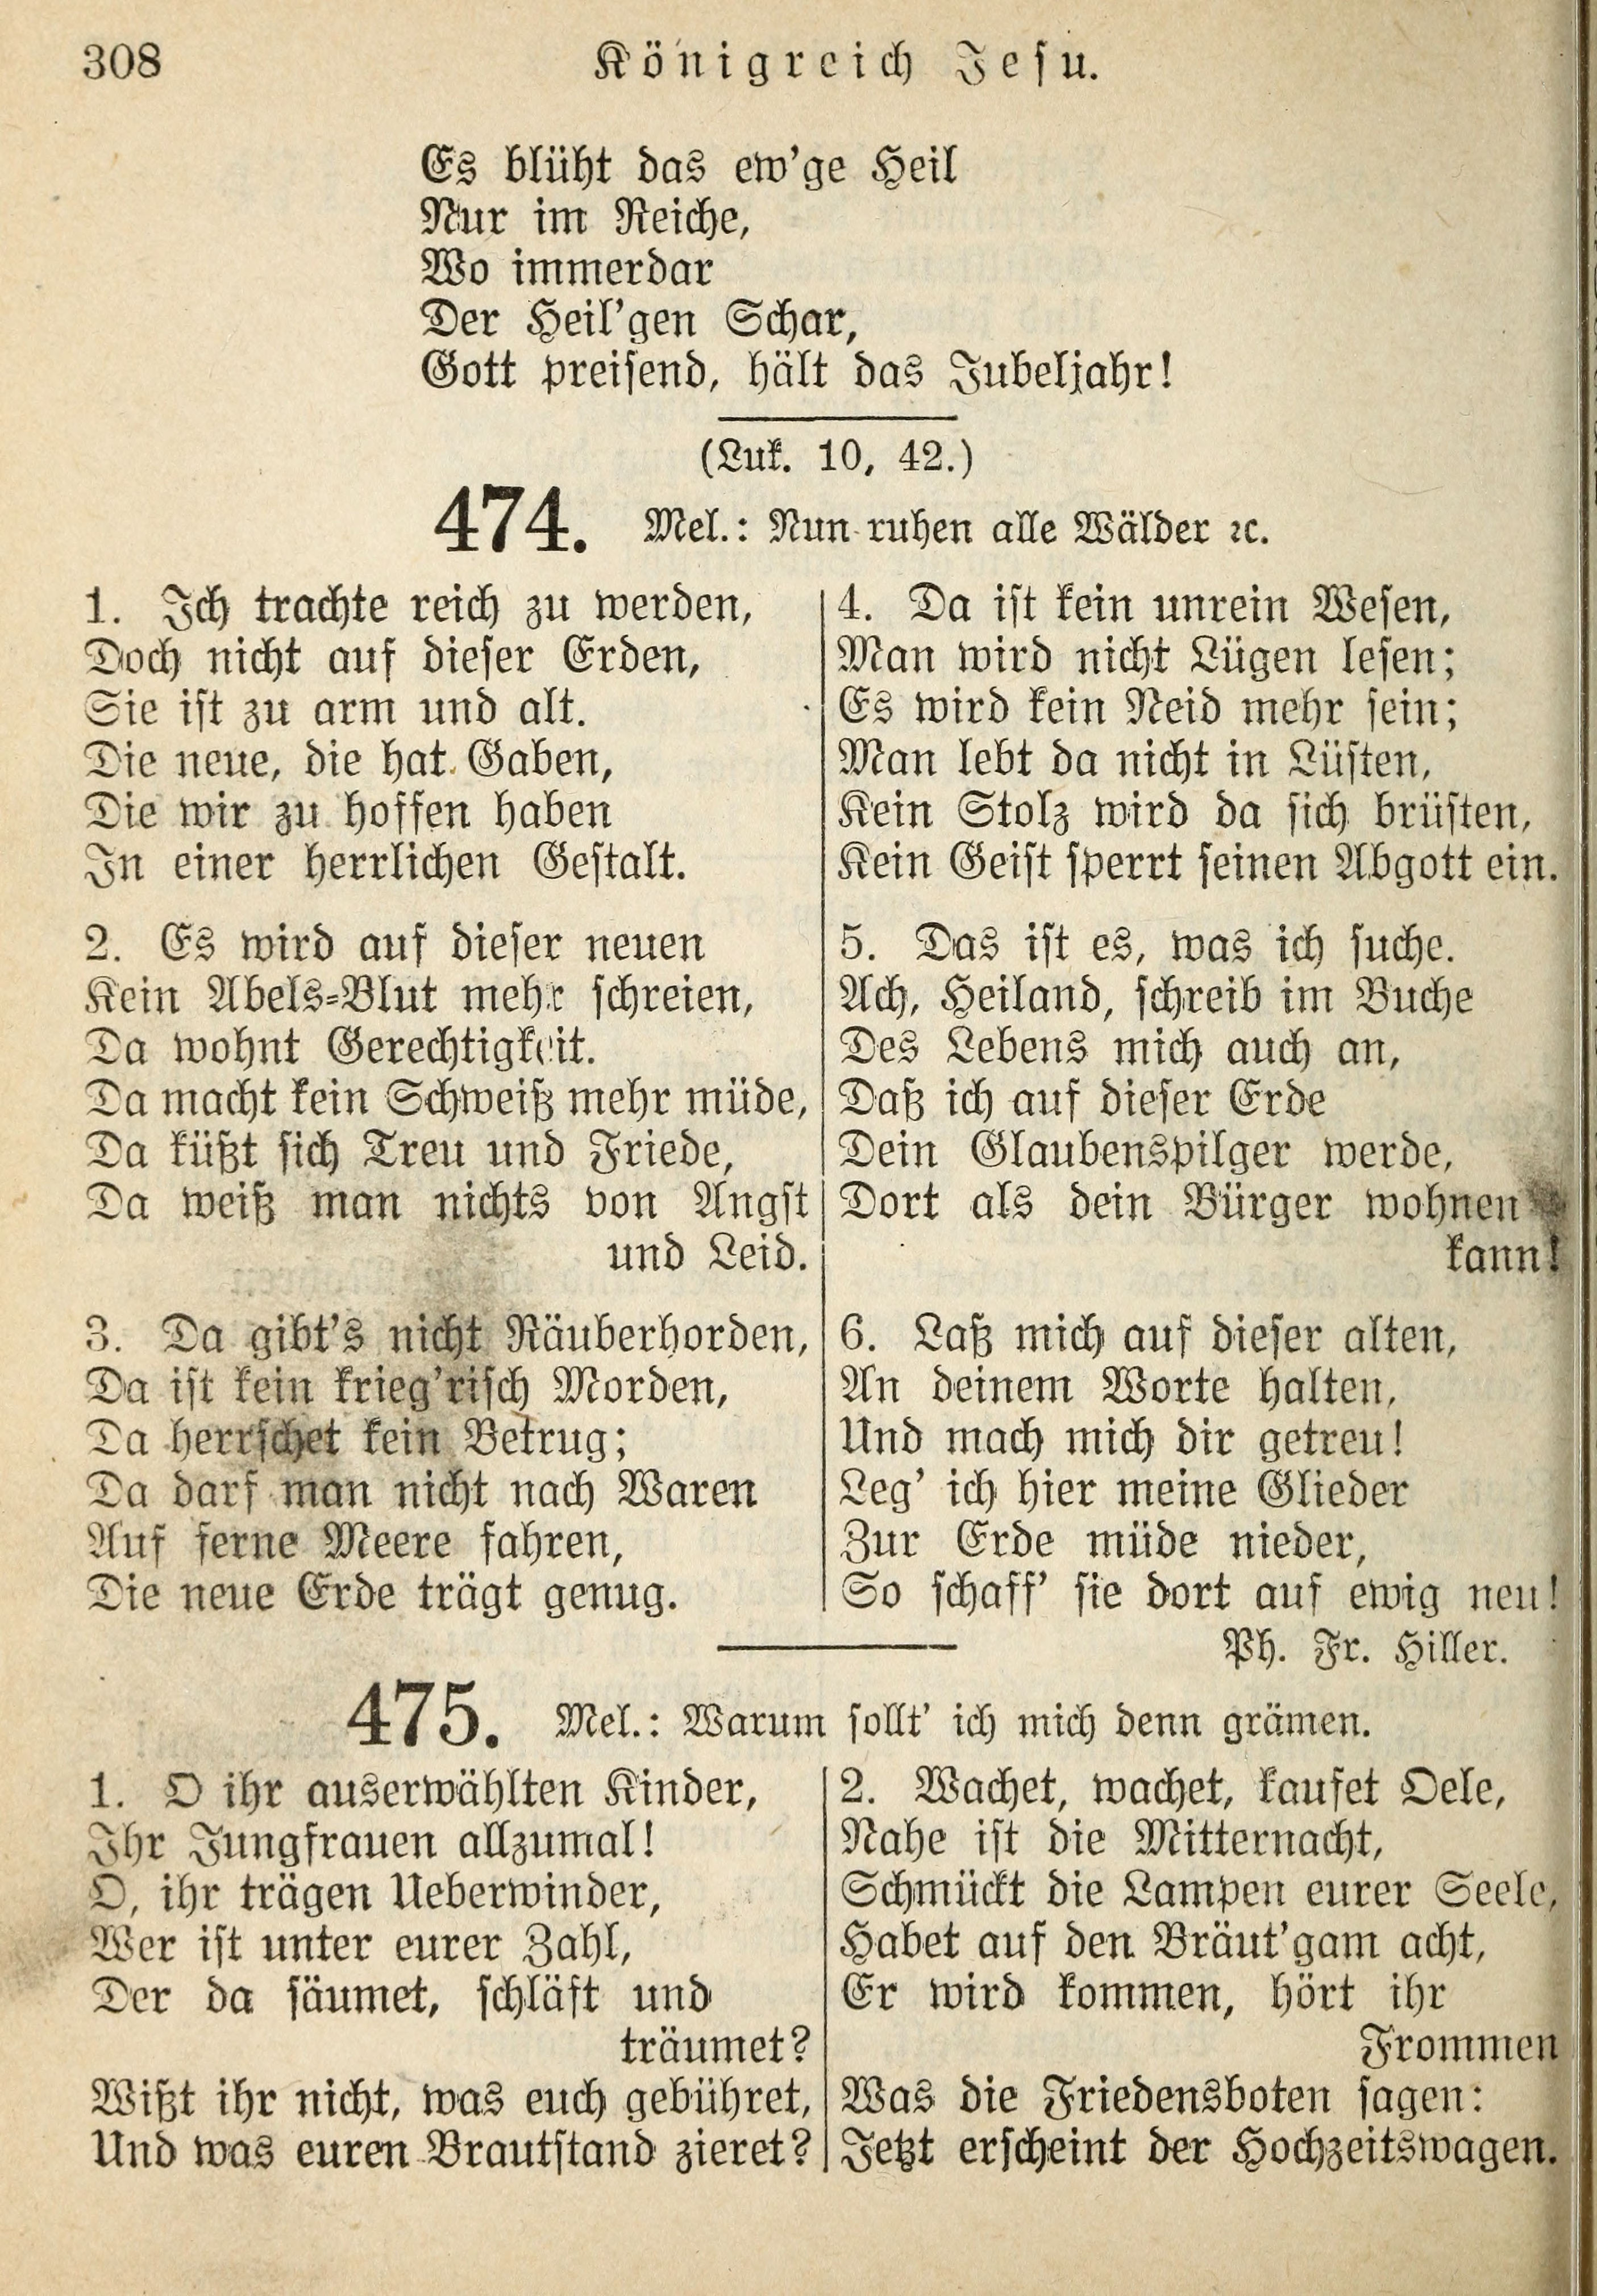 308
Königreich Jesu.
Es blüht das ew'ge Heil
Nur im Reiche,
Wo immerdar
Der Heil'gen Schar,
Gott preisend, hält das Jubeljahr!
(Luk. 10, 42.)
474. Mel.: Nun ruhen alle Wälder ꝛc.
1. Ich trachte reich zu werden,
Doch nicht auf dieser Erden,
Sie ist zu arm und alt.
Die neue, die hat Gaben,
Die wir zu hoffen haben
In einer herrlichen Gestalt.
2. Es wird auf dieser neuen
Kein Abels-Blut mehr schreien,
Da wohnt Gerechtigkeit.
Da macht kein Schweiß mehr müde,
Da küßt sich Treu und Friede,
Da weiß man nichts von Angst
und Leid.
3. Da gibt's nicht Räuberhorden,
Da ist kein krieg'risch Morden,
Da herrschet kein Betrug;
Da darf man nicht nach Waren
Auf ferne Meere fahren,
Die neue Erde trägt genug.
4. Da ist kein unrein Wesen,
Man wird nicht Lügen lesen;
Es wird kein Neid mehr sein;
Man lebt da nicht in Lüsten,
Kein Stolz wird da sich brüsten,
Kein Geist sperrt seinen Abgott ein.
5. Das ist es, was ich suche.
Ach, Heiland, schreib im Buche
Des Lebens mich auch an,
Daß ich auf dieser Erde
Dein Glaubenspilger werde,
Dort als dein Bürger wohnen
kann!
6. Laß mich auf dieser alten,
An deinem Worte halten,
Und mach mich dir getreu!
Leg' ich hier meine Glieder
Zur Erde müde nieder,
So schaff' sie dort auf ewig neu!
Ph. Fr. Hiller.
475. Mel.: Warum sollt' ich mich denn grämen.
1. O ihr auserwählten Kinder,
Ihr Jungfrauen allzumal!
O, ihr trägen Ueberwinder,
Wer ist unter eurer Zahl,
Der da säumet, schläft und
träumet?
Wißt ihr nicht, was euch gebühret,
Und was euren Brautstand zieret?
2. Wachet, wachet, kaufet Oele,
Nahe ist die Mitternacht,
Schmückt die Lampen eurer Seele,
Habet auf den Bräut'gam acht,
Er wird kommen, hört ihr
Frommen
Was die Friedensboten sagen:
Jetzt erscheint der Hochzeitswagen.